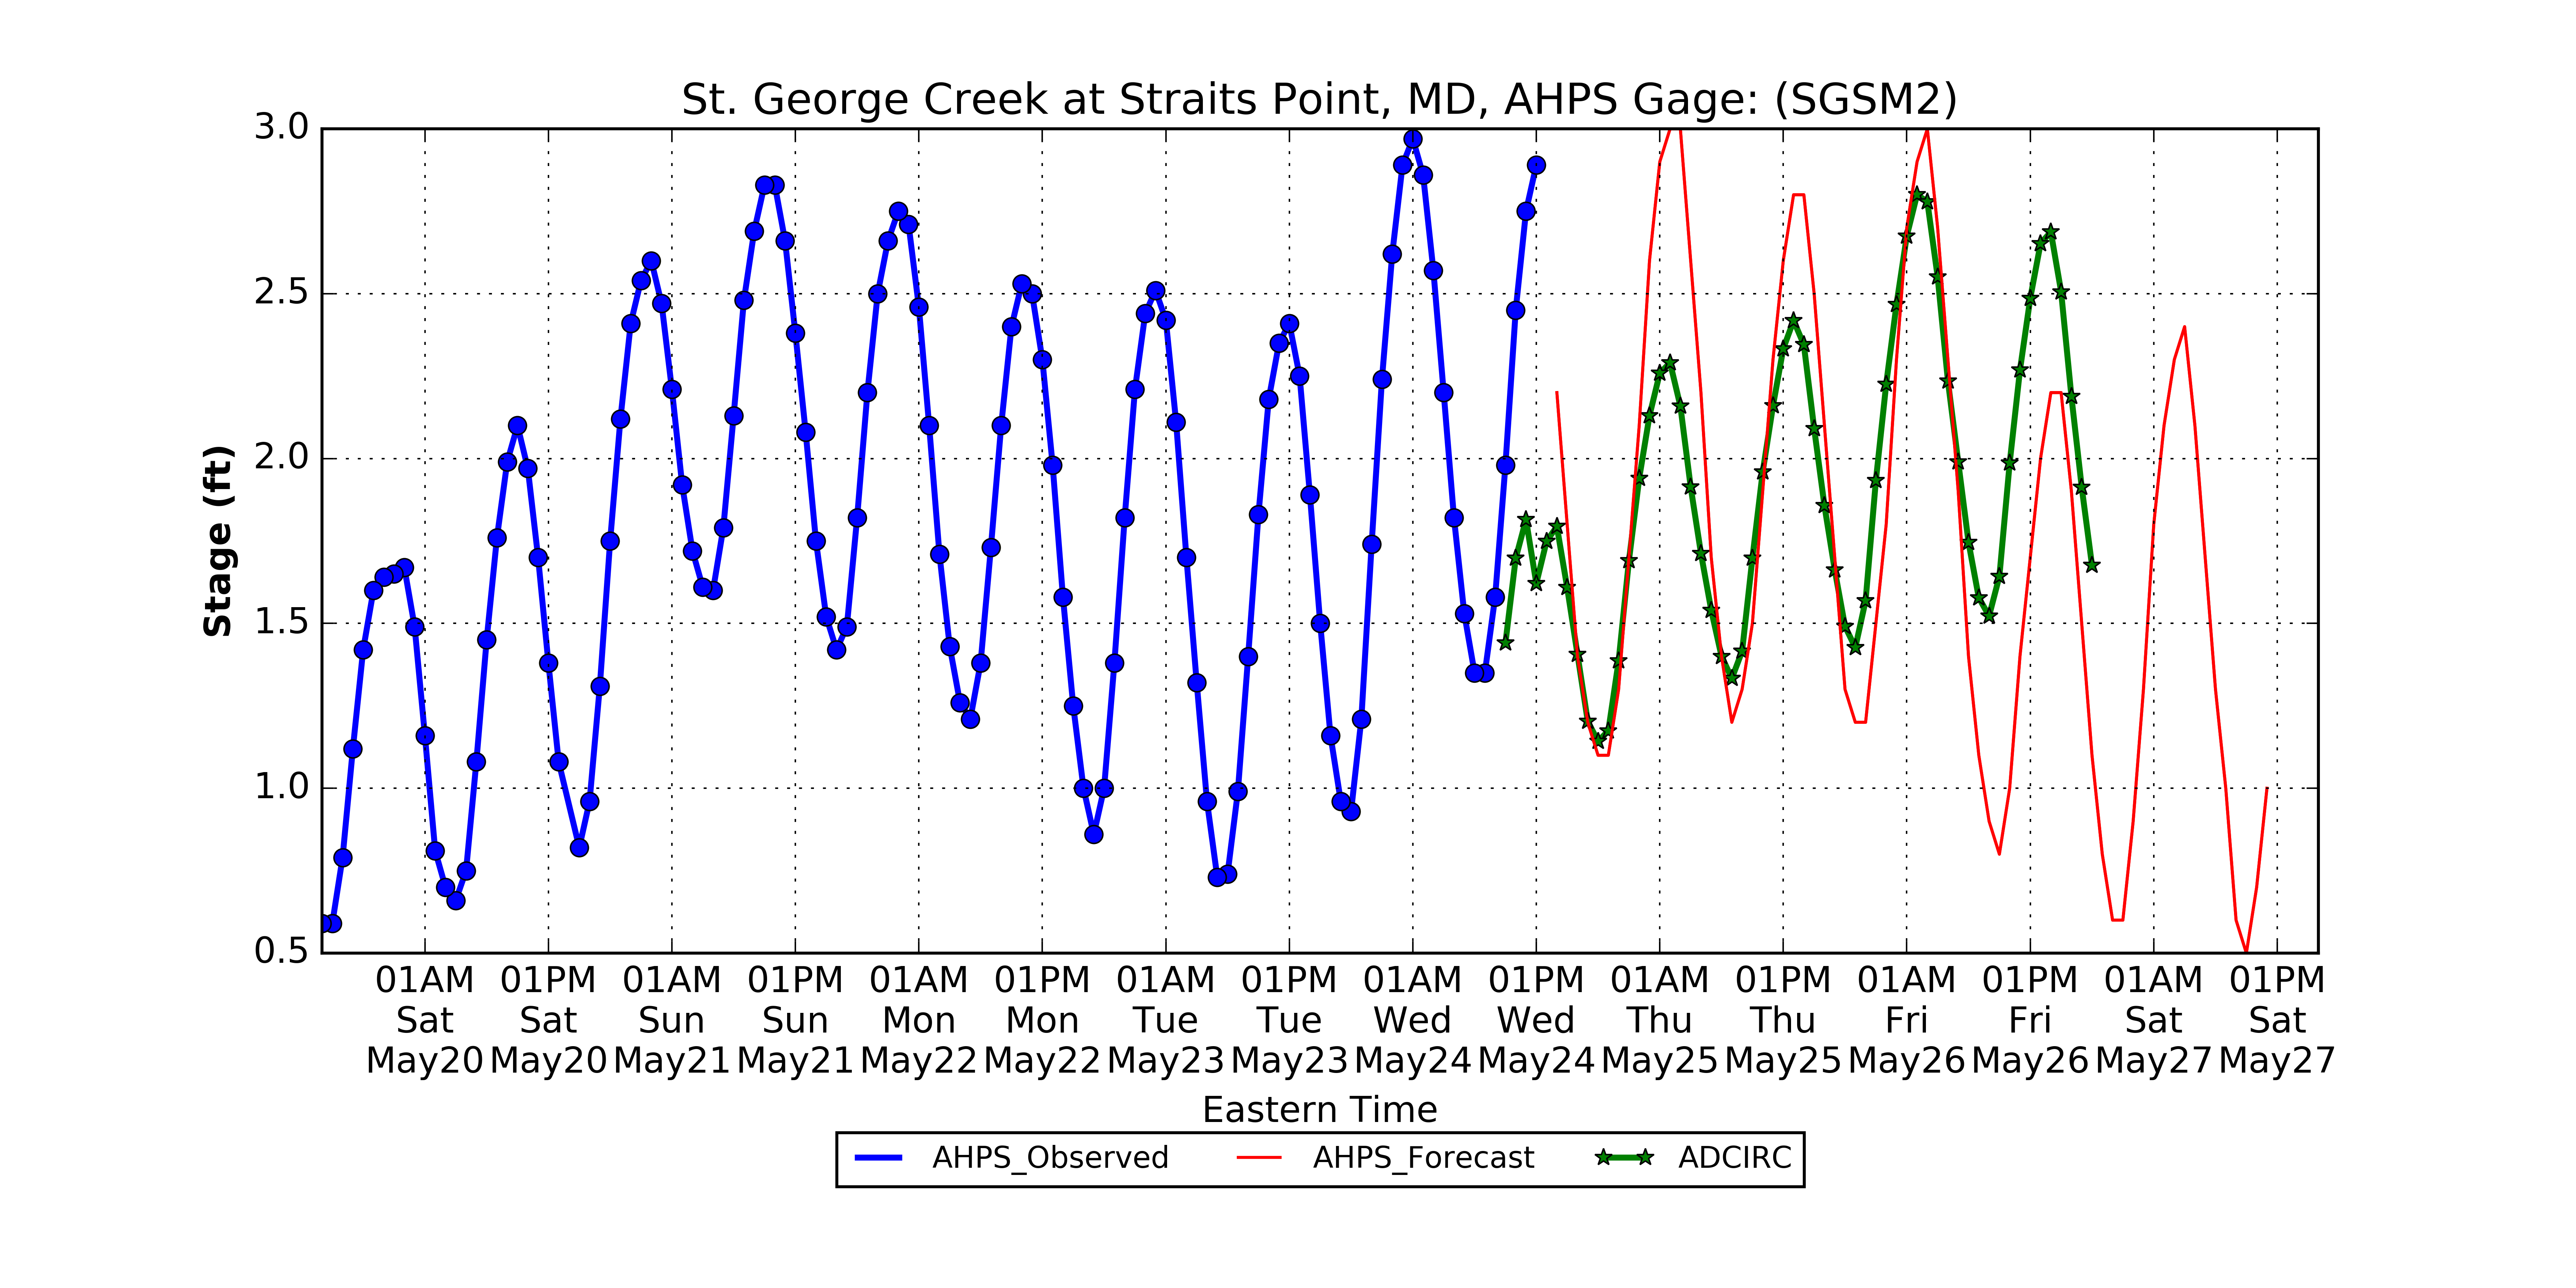 St. George Creek at Straits Point, MD, AHPS Gage: (SGSM2)
Stage (ft)
3.0
2.5
2.0
1.5
1.0
0.5
01AM 01PM 01AM 01PM 01AM 01PM 01AM 01PM 01AM 01PM 01AM 01PM 01AM 01PM 01AM 01PM
Sat Sat Sun Sun Mon Mon Tue Tue Wed Wed Thu Thu Fri Fri Sat Sat
May20 May20 May21 May21 May22 May22 May23 May23 May24 May24 May25 May25 May26 May26 May27 May27
Eastern Time
AHPS_Observed AHPS_Forecast ADCIRC